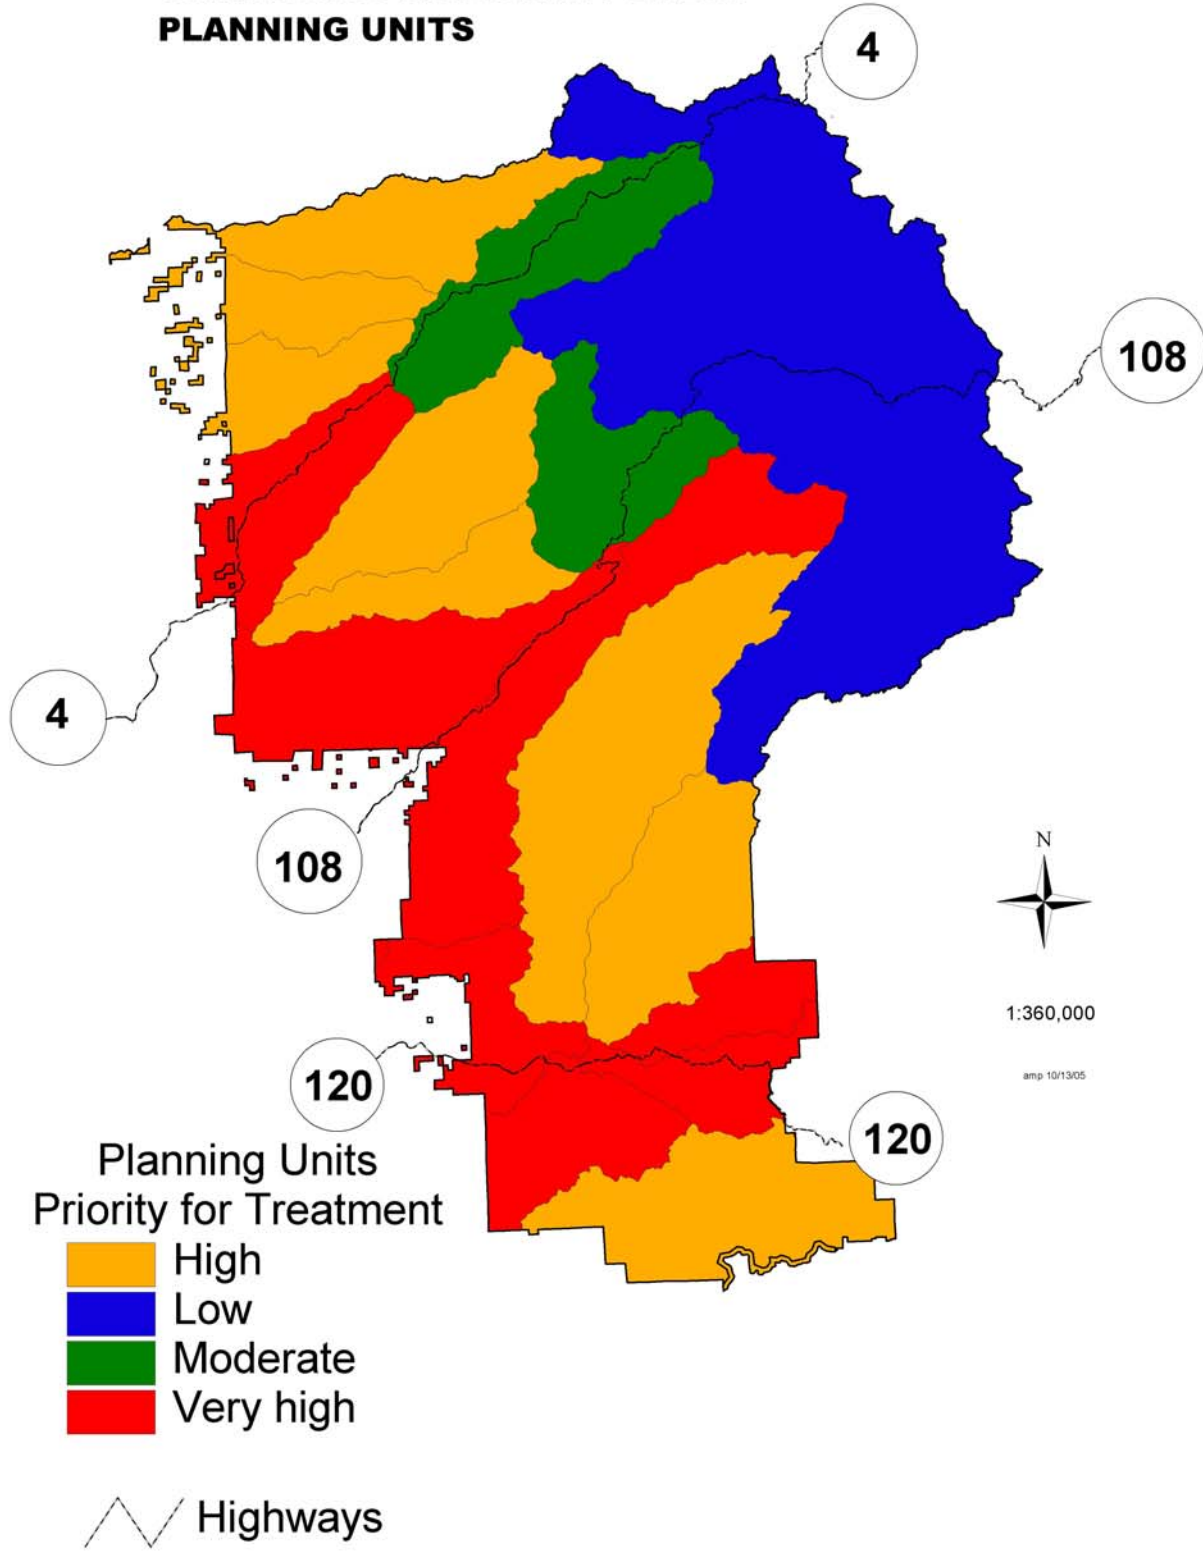 PLANNING UNITS
4
108
4
108
N
1:360,000
amp 10/13/05
120
120
Planning Units
Priority for Treatment
High
Low
Moderate
Very high
Highways